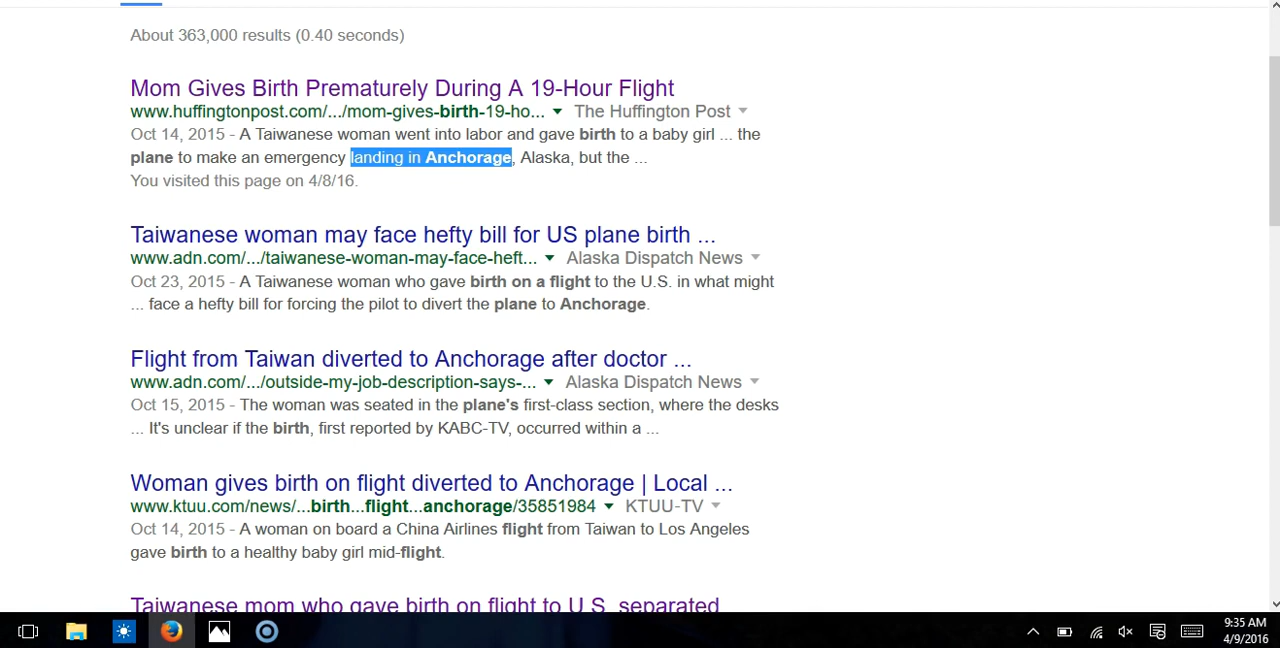 About 363,000 results (0.40 seconds)
Mom Gives Birth Prematurely During A 19-Hour Flight
www.huffingtonpost.com/.../mom-gives-birth-19-ho... The Huffington Post
Oct 14, 2015 - A Taiwanese woman went into labor and gave birth to a baby girl ... the
plane to make an emergency landing in Anchorage, Alaska, but the ...
You visited this page on 4/8/16.
Taiwanese woman may face hefty bill for US plane birth ...
www.adn.com/.../taiwanese-woman-may-face-heft... Alaska Dispatch News
Oct 23, 2015 - A Taiwanese woman who gave birth on a flight to the U.S. in what might
... face a hefty bill for forcing the pilot to divert the plane to Anchorage.
Flight from Taiwan diverted to Anchorage after doctor ...
www.adn.com/.../outside-my-job-description-says-... Alaska Dispatch News
Oct 15, 2015 - The woman was seated in the plane's first-class section, where the desks
... It's unclear if the birth, first reported by KABC-TV, occurred within a ...
Woman gives birth on flight diverted to Anchorage | Local ...
www.ktuu.com/news/...birth...flight...anchorage/35851984 KTUU-TV
Oct 14, 2015 - A woman on board a China Airlines flight from Taiwan to Los Angeles
gave birth to a healthy baby girl mid-flight.
Taiwanese mom who gave birth on flight to U.S. separated
9:35 AM
4/9/2016